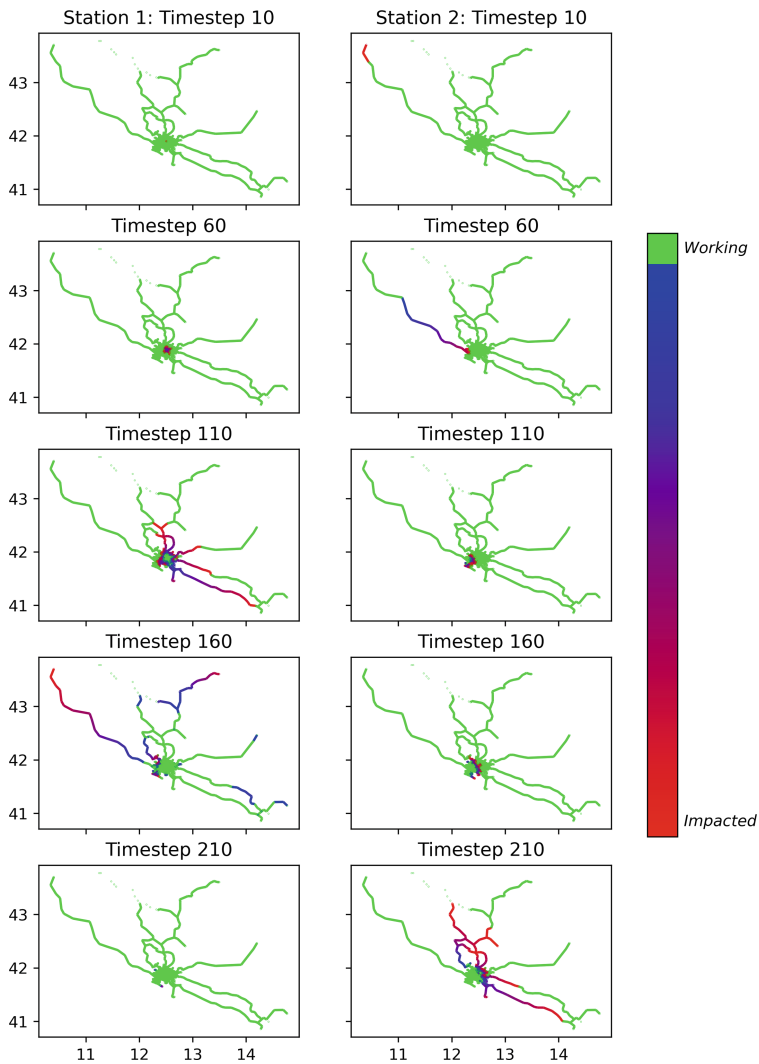 Station 1: Timestep 10
Station 2: Timestep 10
43
42
41
Timestep 60
Timestep 60
43
42
41
Working
Timestep 110
Timestep 110
43
42
41
Timestep 160
Timestep 160
43
42
41
Impacted
Timestep 210
Timestep 210
43
42
41
11 12 13 14
11 12 13 14